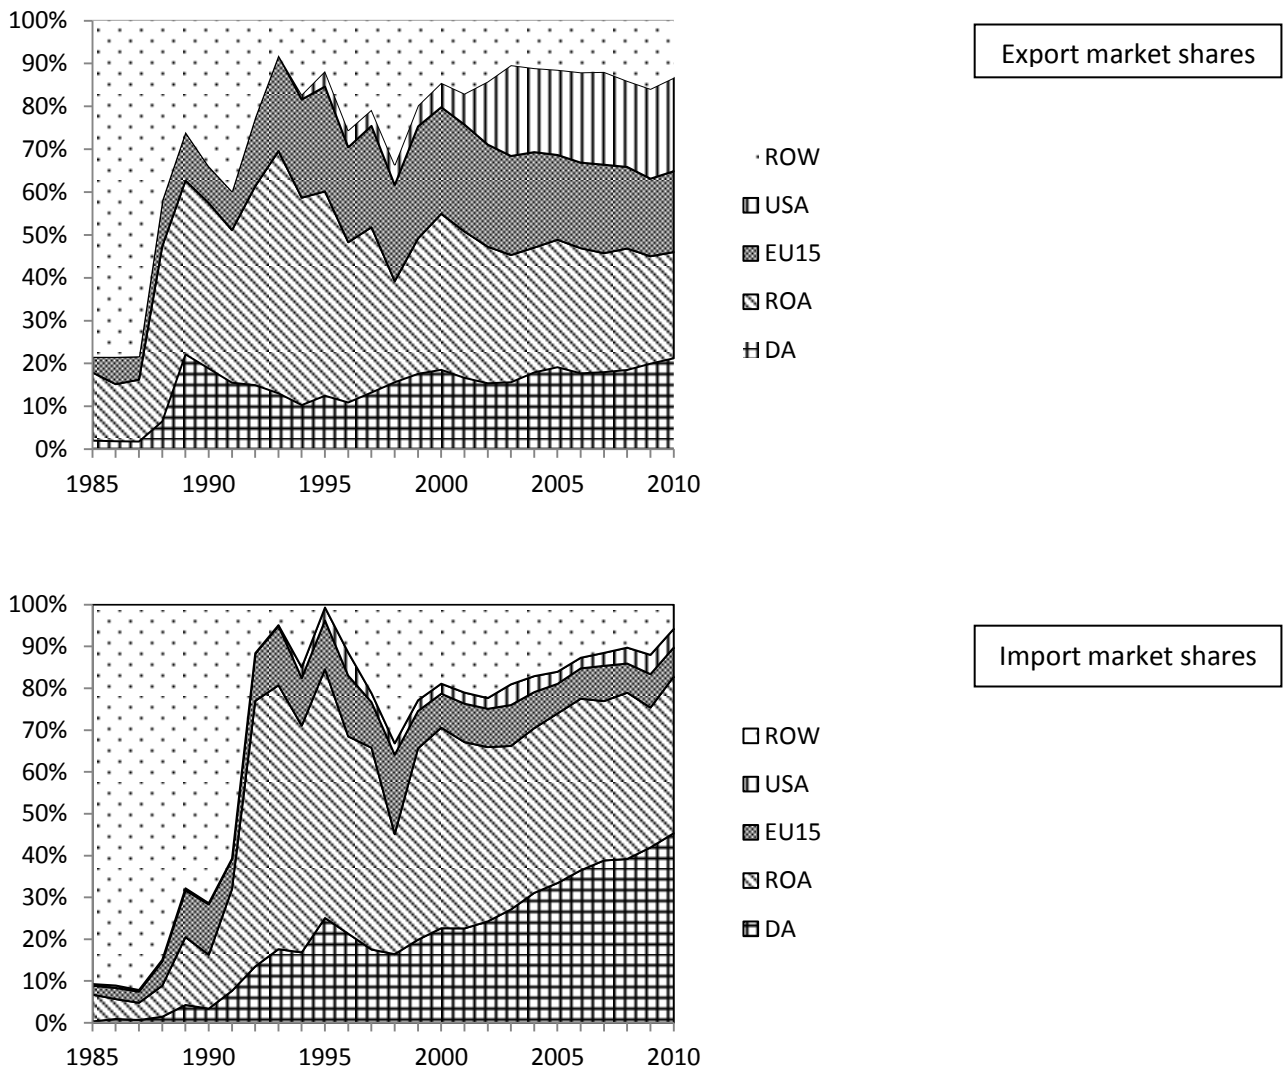 100%
90%
80%
70%
60%
50%
40%
30%
20%
10%
0%
1985 1990 1995 2000 2005 2010
Export market shares
ROW
USA
EU15
ROA
DA
100%
90%
80%
70%
60%
50%
40%
30%
20%
10%
0%
1985 1990 1995 2000 2005 2010
Import market shares
ROW
USA
EU15
ROA
DA